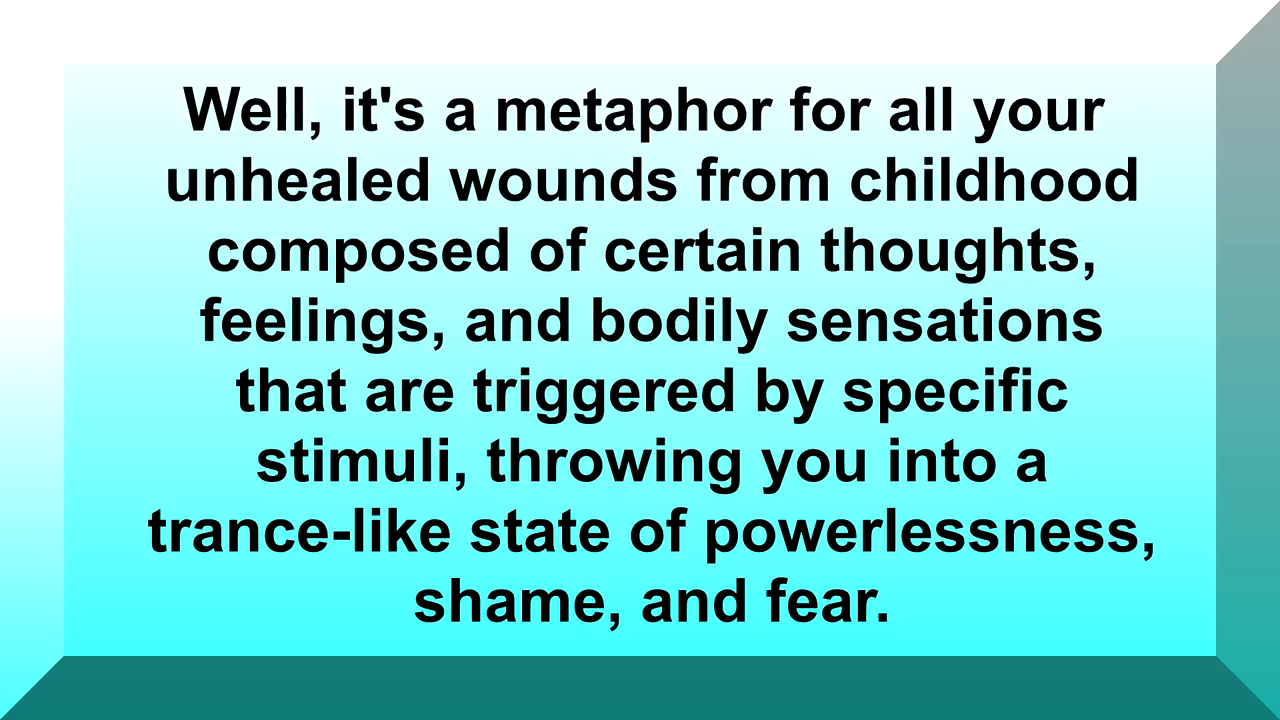 Well, it's a metaphor for all your
unhealed wounds from childhood
composed of certain thoughts,
feelings, and bodily sensations
that are triggered by specific
stimuli, throwing you into a
trance-like state of powerlessness,
shame, and fear.